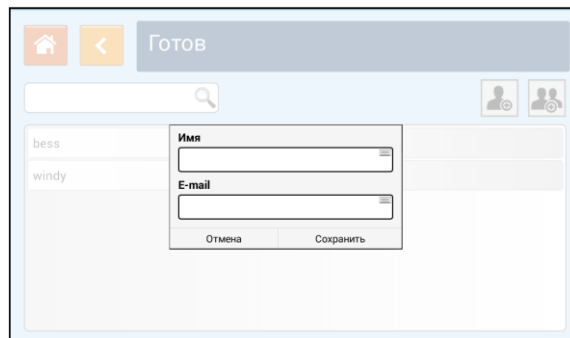 Готов
bess
windy
Имя
E-mail
Отмена Сохранить